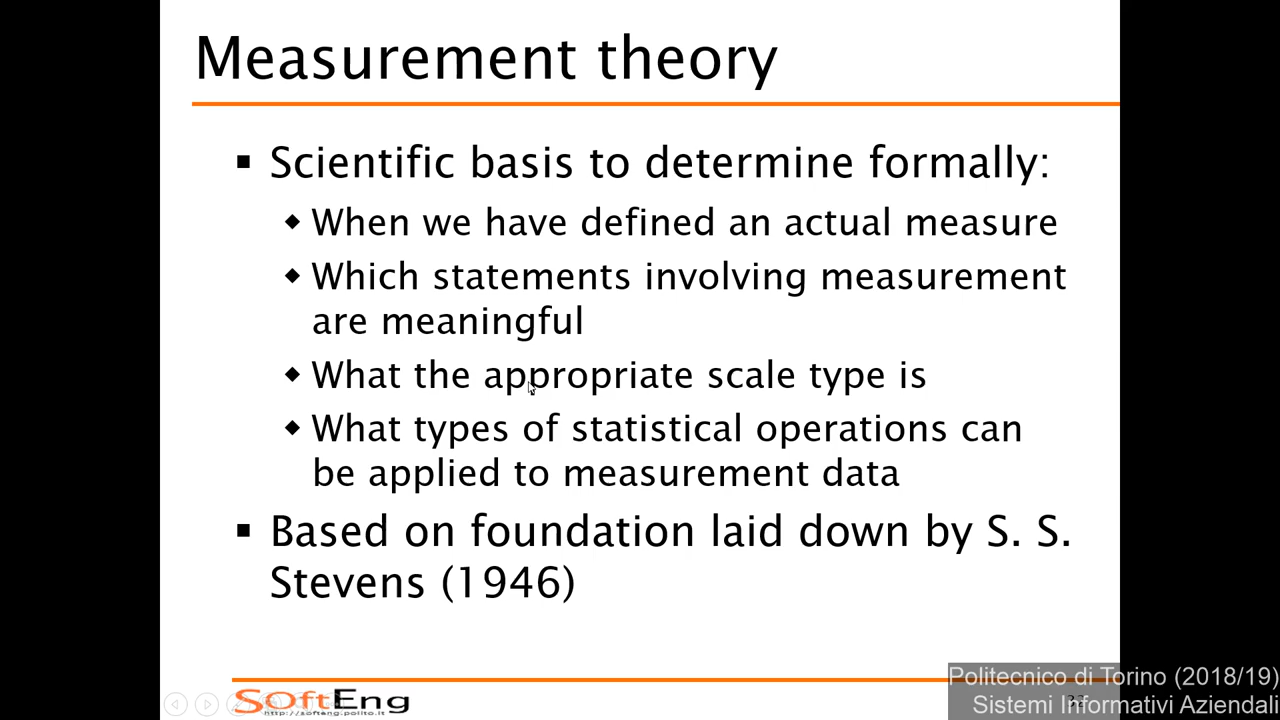 Measurement theory
▪ Scientific basis to determine formally:
◆ When we have defined an actual measure
◆ Which statements involving measurement
are meaningful
◆ What the appropriate scale type is
◆ What types of statistical operations can
be applied to measurement data
▪ Based on foundation laid down by S. S.
Stevens (1946)
SoftEng
http://softeng.polito.it
Politecnico di Torino (2018/19)
Sistemi Informativi Aziendali